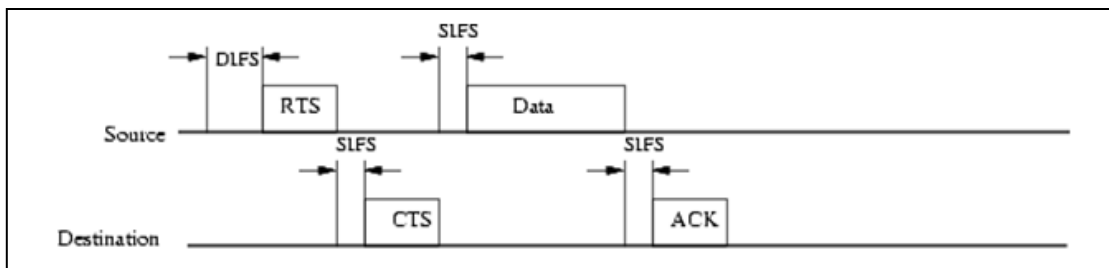 SIFS
DIFS
RTS
Data
Source
SIFS
SIFS
CTS
ACK
Destination